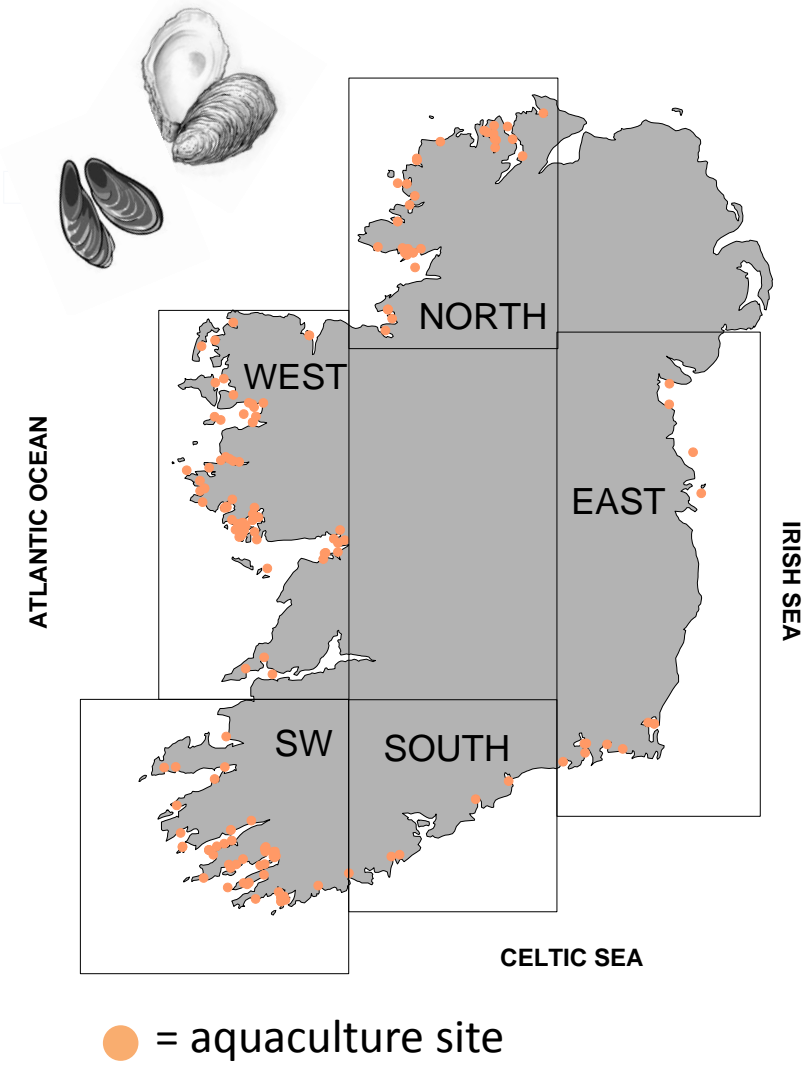 NORTH
WEST
ATLANTIC OCEAN
EAST
IRISH SEA
SW
SOUTH
CELTIC SEA
= aquaculture site